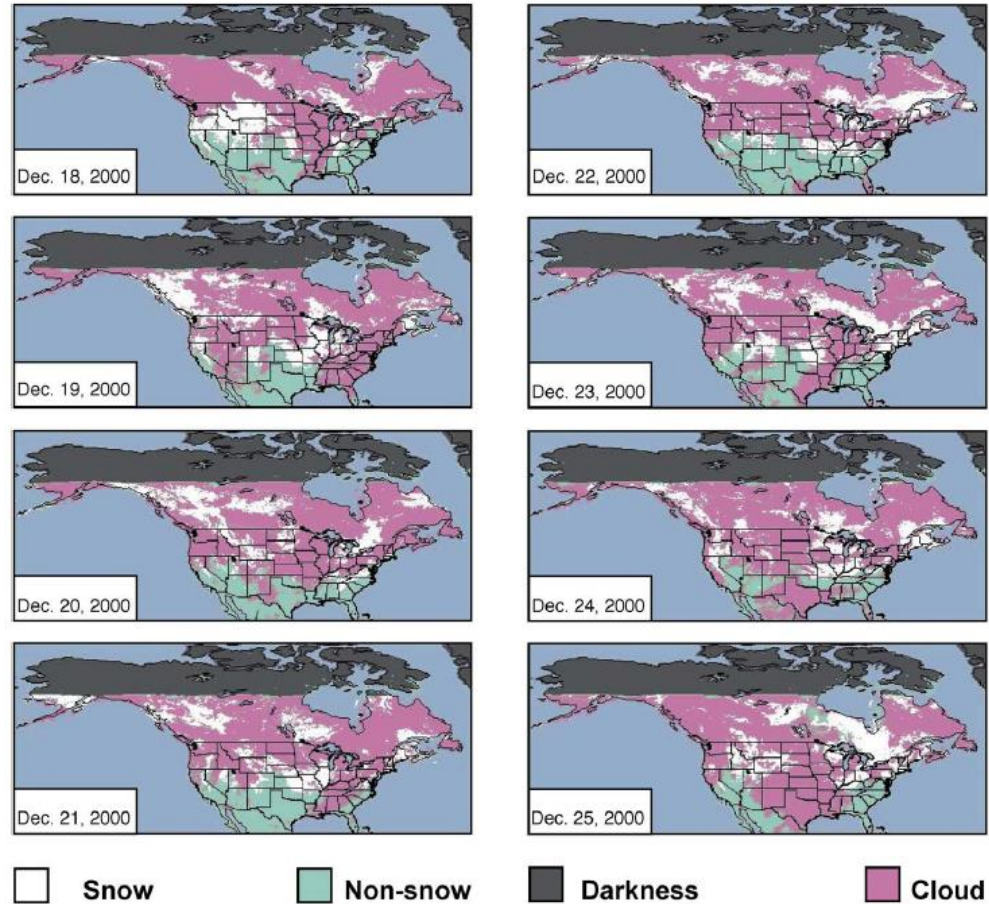 Dec. 18, 2000
Dec. 22, 2000
Dec. 19, 2000
Dec. 23, 2000
Dec. 20, 2000
Dec. 24, 2000
Dec. 21, 2000
Dec. 25, 2000
Snow Non-snow Darkness Cloud